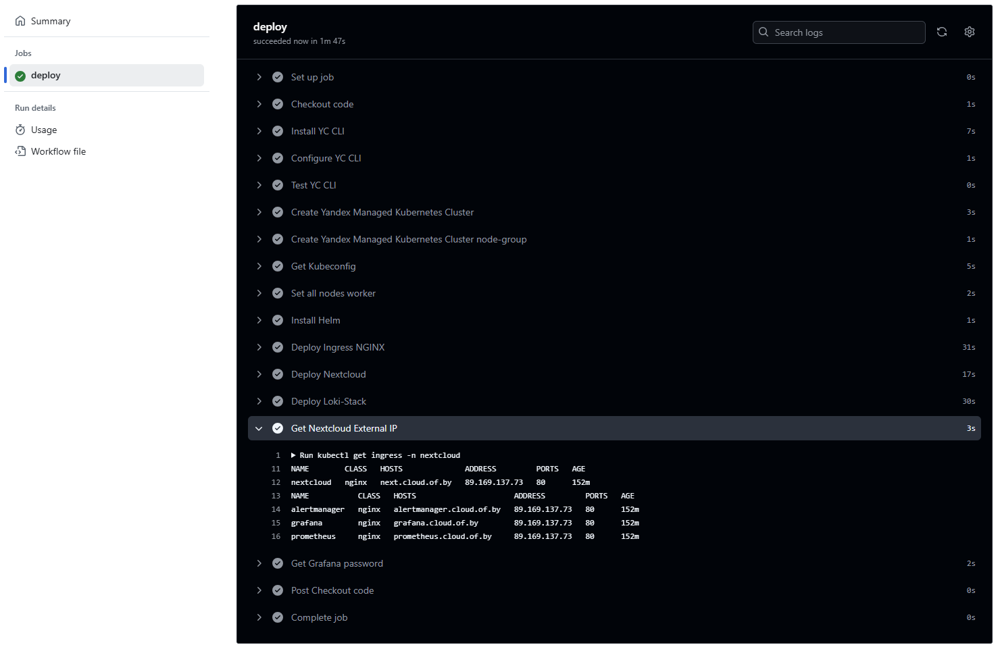 Summary
Jobs
deploy
Run details
Usage
Workflow file
deploy
succeeded now in 1m 47s
Search logs
Set up job 0s
Checkout code 1s
Install YC CLI 7s
Configure YC CLI 1s
Test YC CLI 0s
Create Yandex Managed Kubernetes Cluster 3s
Create Yandex Managed Kubernetes Cluster node-group 1s
Get Kubeconfig 5s
Set all nodes worker 2s
Install Helm 1s
Deploy Ingress NGINX 31s
Deploy Nextcloud 17s
Deploy Loki-Stack 30s
Get Nextcloud External IP 3s
1 Run kubectl get ingress -n nextcloud
11 NAME CLASS HOSTS ADDRESS PORTS AGE
12 nextcloud nginx next.cloud.of.by 89.169.137.73 80 152m
13 NAME CLASS HOSTS ADDRESS PORTS AGE
14 alertmanager nginx alertmanager.cloud.of.by 89.169.137.73 80 152m
15 grafana nginx grafana.cloud.of.by 89.169.137.73 80 152m
16 prometheus nginx prometheus.cloud.of.by 89.169.137.73 80 152m
Get Grafana password 2s
Post Checkout code 0s
Complete job 0s